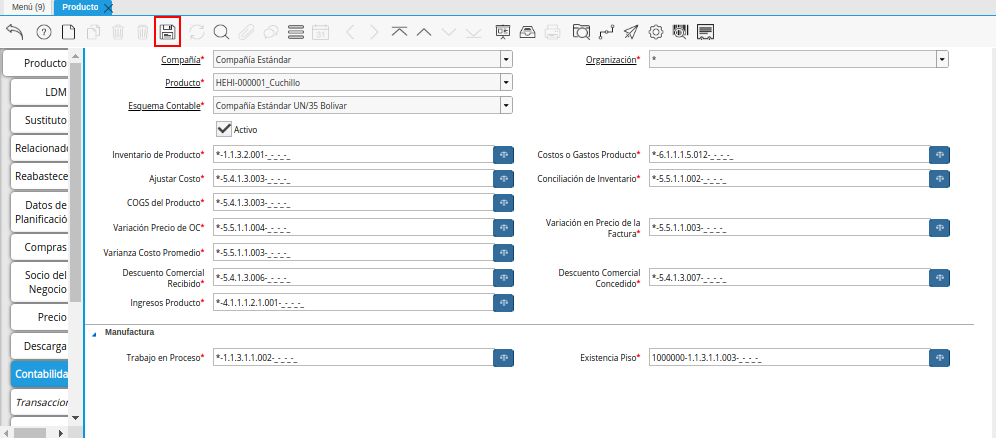 Menú (9)
Producto
Producto
LDM
Sustituto
Relacionado
Reabastece
Datos de
Planificació
Compras
Socio del
Negocio
Precio
Descarga
Contabilida
Transaccion
Compañía* Compañía Estándar
Organización* *
Producto* HEHI-000001_Cuchillo
Esquema Contable* Compañía Estándar UN/35 Bolivar
Activo
Inventario de Producto* *-1.1.3.2.001-_-_-_-_
Costos o Gastos Producto* *-6.1.1.1.5.012-_-_-_-_
Ajustar Costo* *-5.4.1.3.003-_-_-_-_
Conciliación de Inventario* *-5.5.1.1.002-_-_-_-_
COGS del Producto* *-5.4.1.3.003-_-_-_-_
Variación Precio de OC* *-5.5.1.1.004-_-_-_-_
Variación en Precio de la
Factura* *-5.5.1.1.003-_-_-_-_
Varianza Costo Promedio* *-5.5.1.1.003-_-_-_-_
Descuento Comercial
Recibido* *-5.4.1.3.006-_-_-_-_
Descuento Comercial
Concedido* *-5.4.1.3.007-_-_-_-_
Ingresos Producto* *-4.1.1.1.2.1.001-_-_-_-_
Manufactura
Trabajo en Proceso* *-1.1.3.1.1.002-_-_-_-_
Existencia Piso* 1000000-1.1.3.1.1.003-_-_-_-_